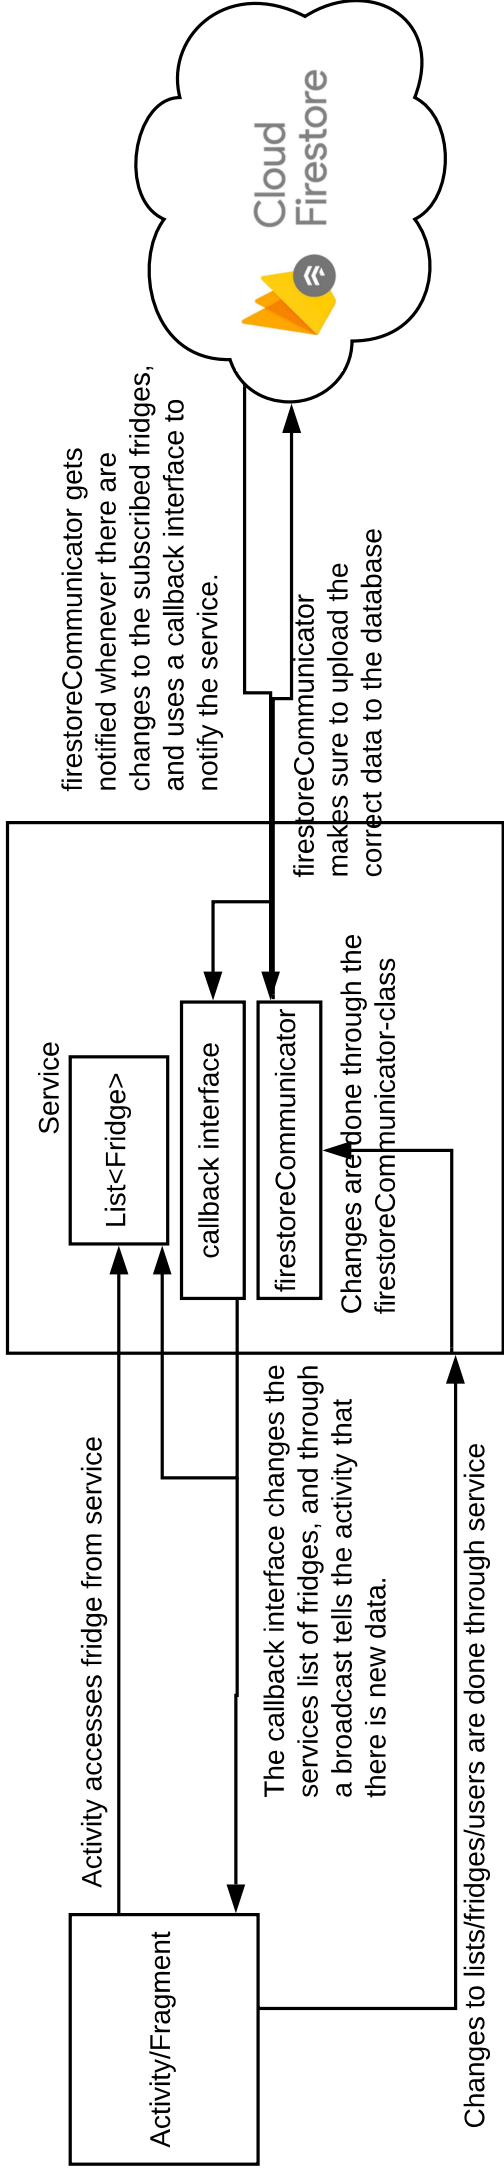 Activity/Fragment
Activity accesses fridge from service
The callback interface changes the
services list of fridges, and through
a broadcast tells the activity that
there is new data.
Changes to lists/fridges/users are done through service
Service
List<Fridge>
callback interface
firestoreCommunicator
Changes are done through the
firestoreCommunicator-class
firestoreCommunicator gets
notified whenever there are
changes to the subscribed fridges,
and uses a callback interface to
notify the service.
firestoreCommunicator
makes sure to upload the
correct data to the database
Cloud
Firestore